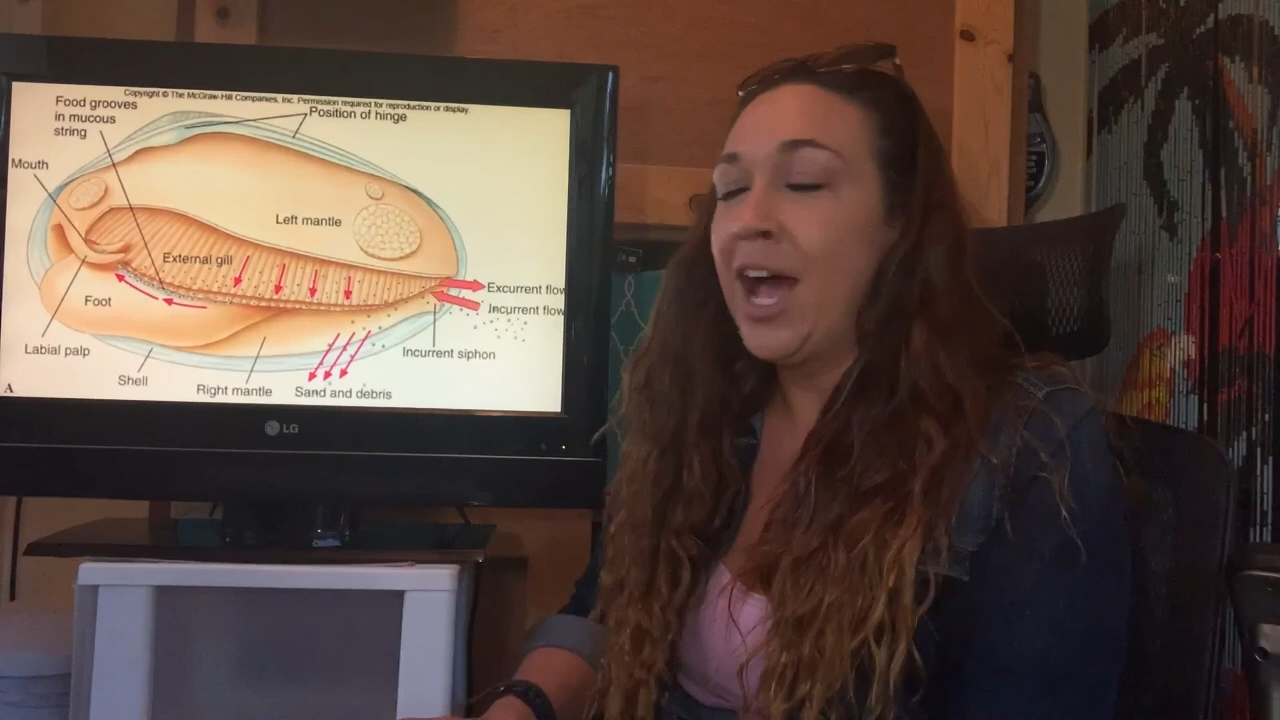 Copyright © The McGraw-Hill Companies, Inc. Permission required for reproduction or display.
Food grooves
in mucous
string
Position of hinge
Mouth
Left mantle
External gill
Excurrent flow
Foot
Incurrent flow
Labial palp
Incurrent siphon
Shell
Right mantle
Sand and debris
A
LG